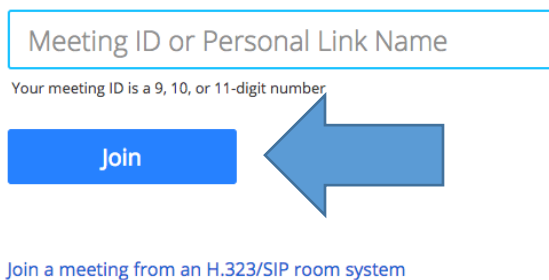 Meeting ID or Personal Link Name
Your meeting ID is a 9, 10, or 11-digit number
Join
Join a meeting from an H.323/SIP room system